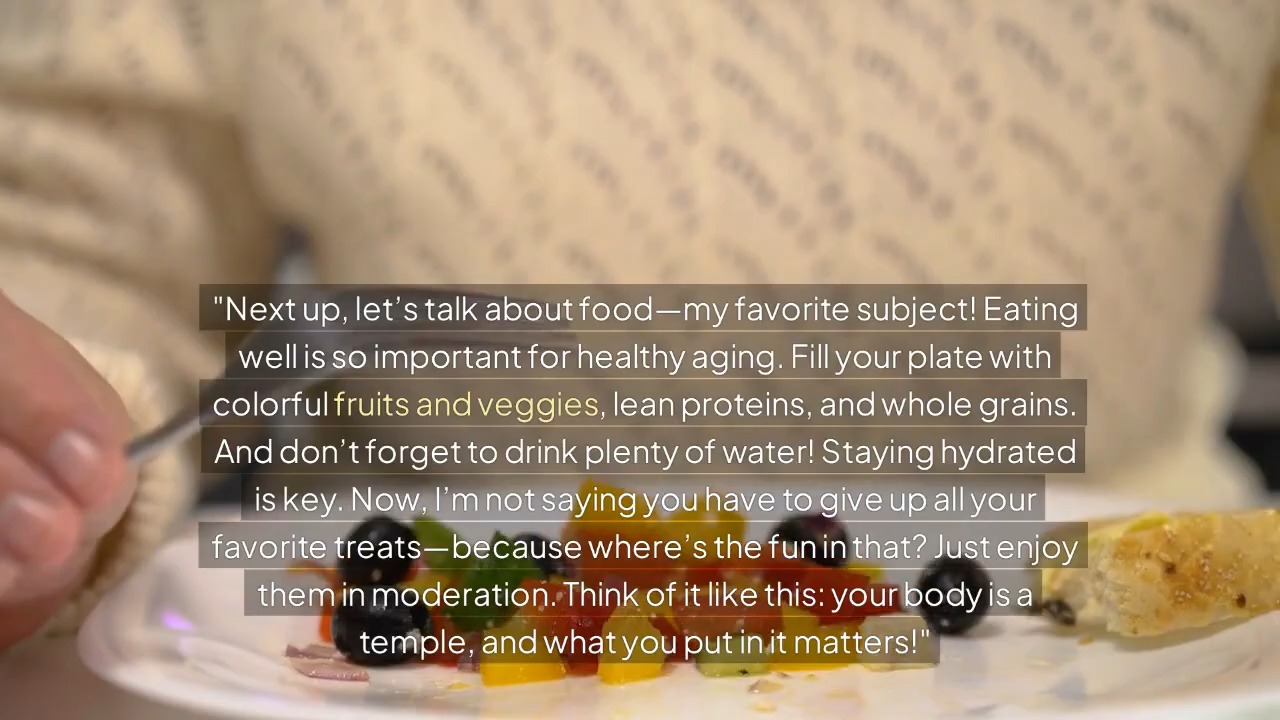 "Next up, let’s talk about food—my favorite subject! Eating
well is so important for healthy aging. Fill your plate with
colorful fruits and veggies, lean proteins, and whole grains.
And don’t forget to drink plenty of water! Staying hydrated
is key. Now, I’m not saying you have to give up all your
favorite treats—because where’s the fun in that? Just enjoy
them in moderation. Think of it like this: your body is a
temple, and what you put in it matters!"